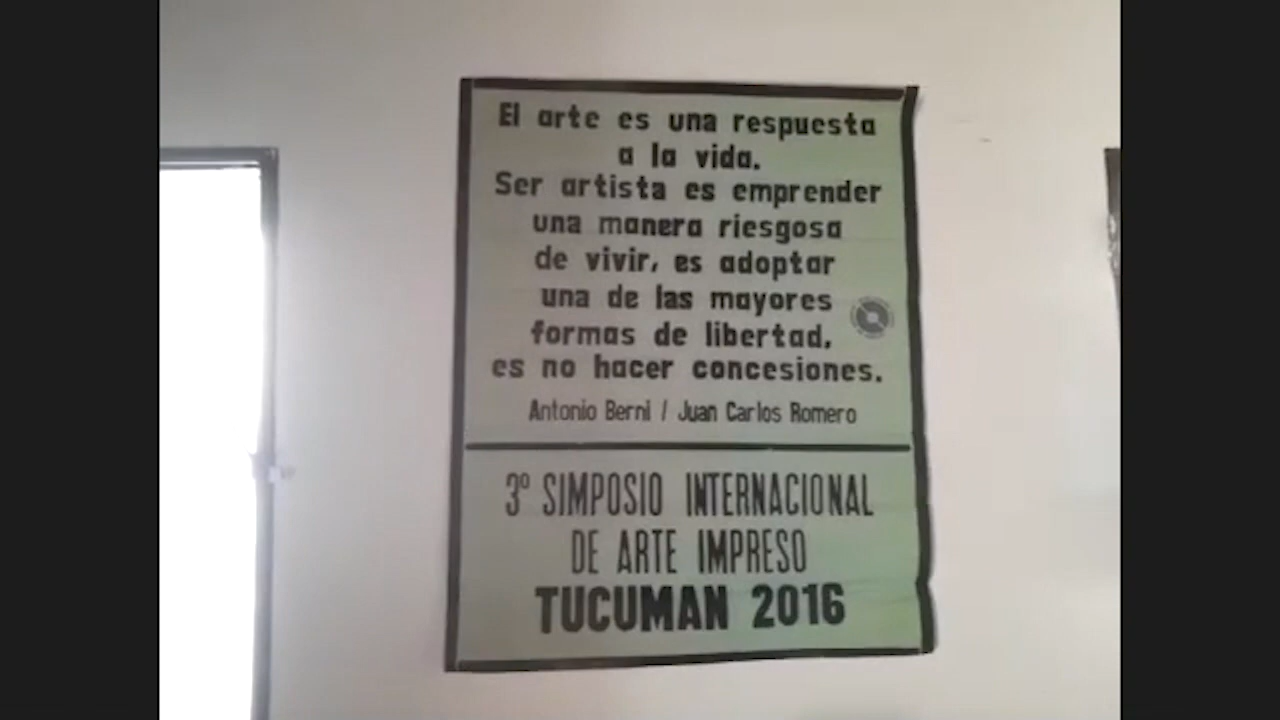 El arte es una respuesta
a la vida.
Ser artista es emprender
una manera riesgosa
de vivir, es adoptar
una de las mayores
formas de libertad,
es no hacer concesiones.
Antonio Berni / Juan Carlos Romero
3º SIMPOSIO INTERNACIONAL
DE ARTE IMPRESO
TUCUMAN 2016